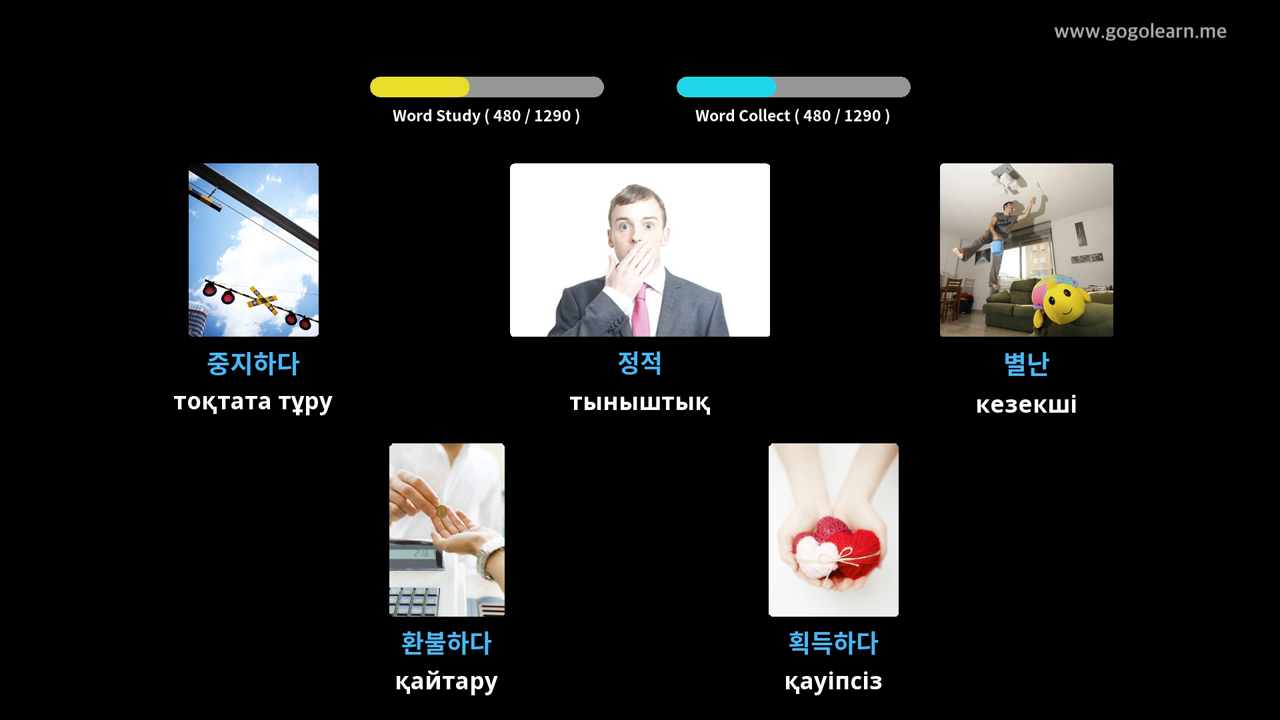 www.gogolearn.me
Word Study ( 480 / 1290 )
Word Collect ( 480 / 1290 )
중지하다
정적
별난
тоқтата тұру
тыныштық
кезекші
환불하다
획득하다
қайтару
қауіпсіз